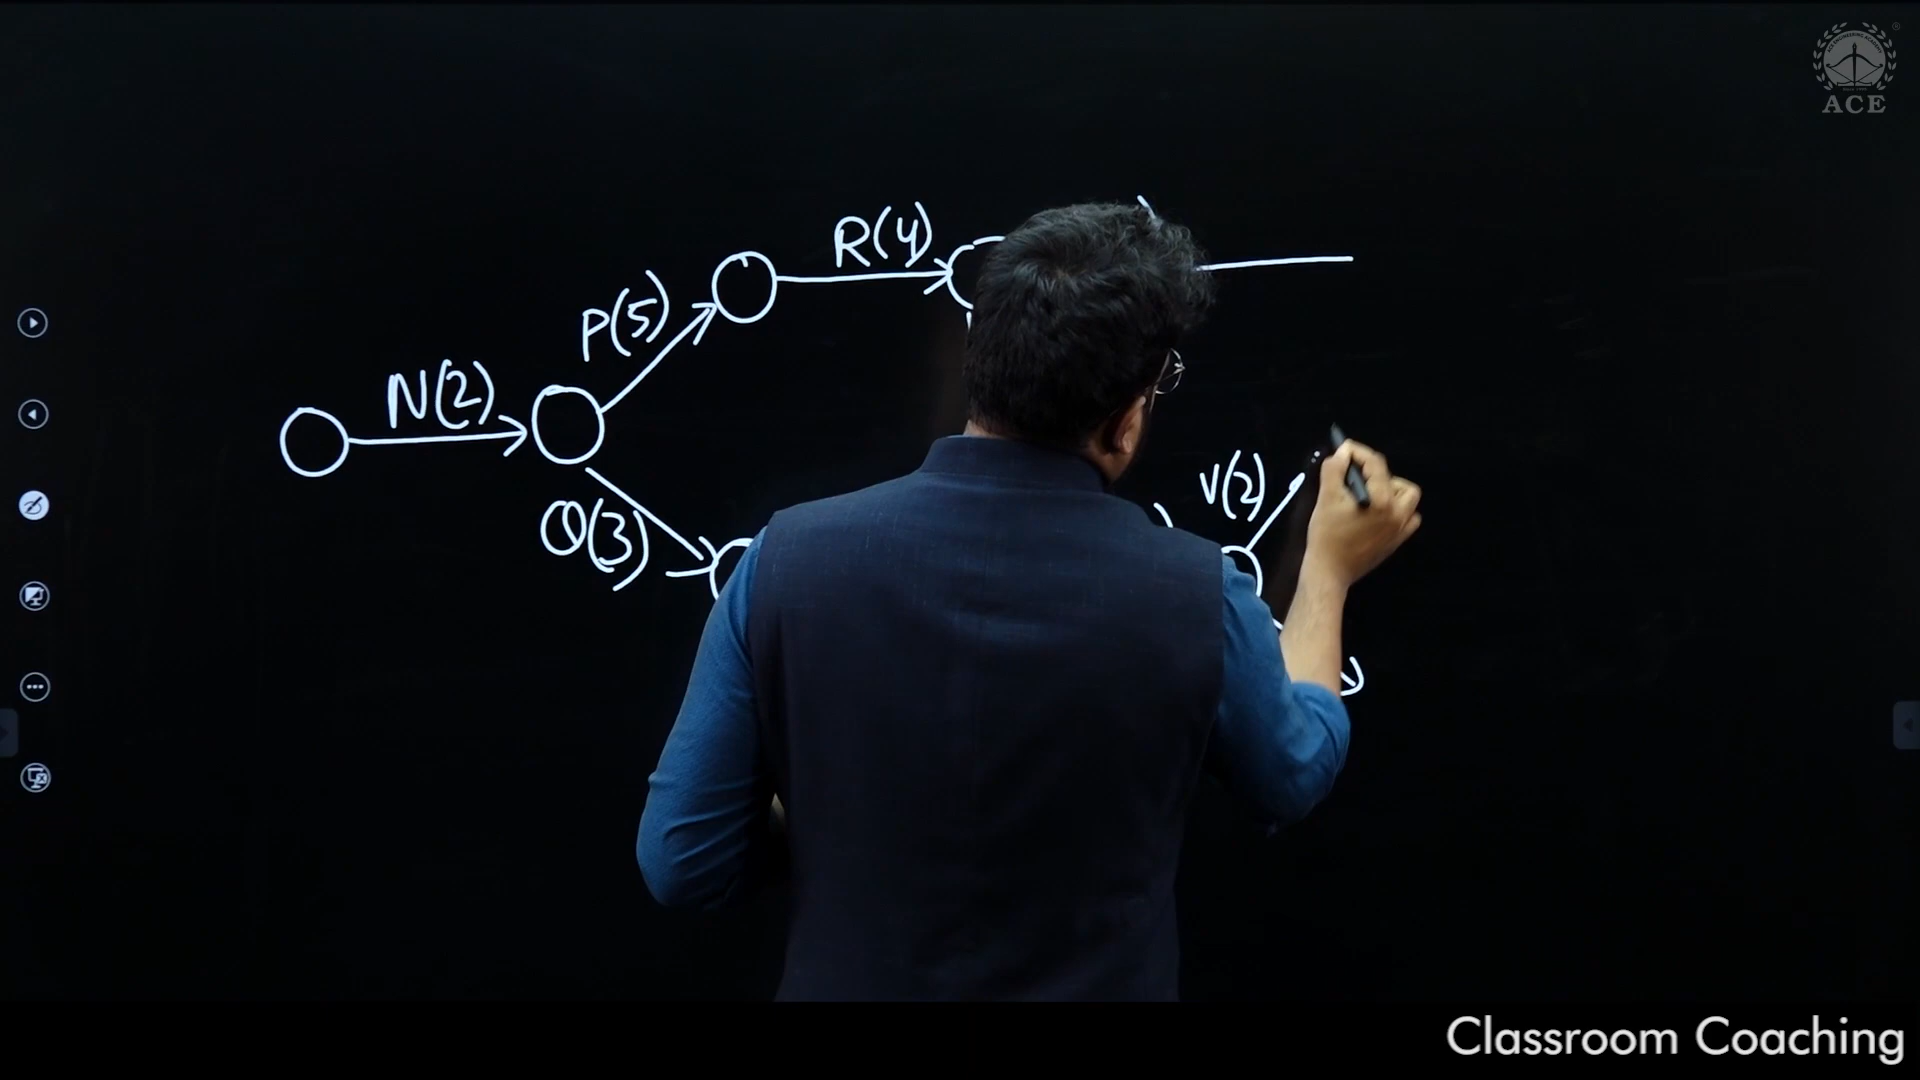 ACE
R(4)
P(5)
N(2)
V(2)
Q(3)
Classroom Coaching